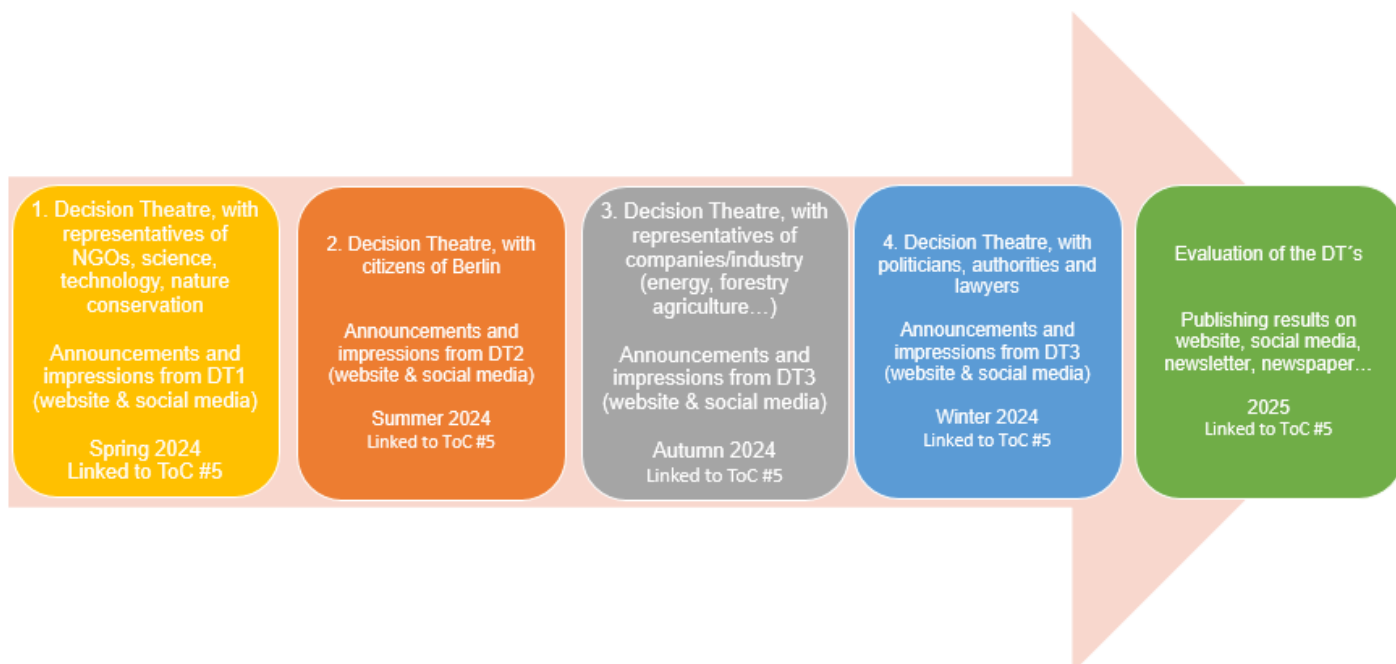 1. Decision Theatre, with
representatives of
NGOs, science,
technology, nature
conservation
Announcements and
impressions from DT1
(website & social media)
Spring 2024
Linked to ToC #5
2. Decision Theatre, with
citizens of Berlin
Announcements and
impressions from DT2
(website & social media)
Summer 2024
Linked to ToC #5
3. Decision Theatre, with
representatives of
companies/industry
(energy, forestry
agriculture…)
Announcements and
impressions from DT3
(website & social media)
Autumn 2024
Linked to ToC #5
4. Decision Theatre, with
politicians, authorities and
lawyers
Announcements and
impressions from DT3
(website & social media)
Winter 2024
Linked to ToC #5
Evaluation of the DT´s
Publishing results on
website, social media,
newsletter, newspaper…
2025
Linked to ToC #5